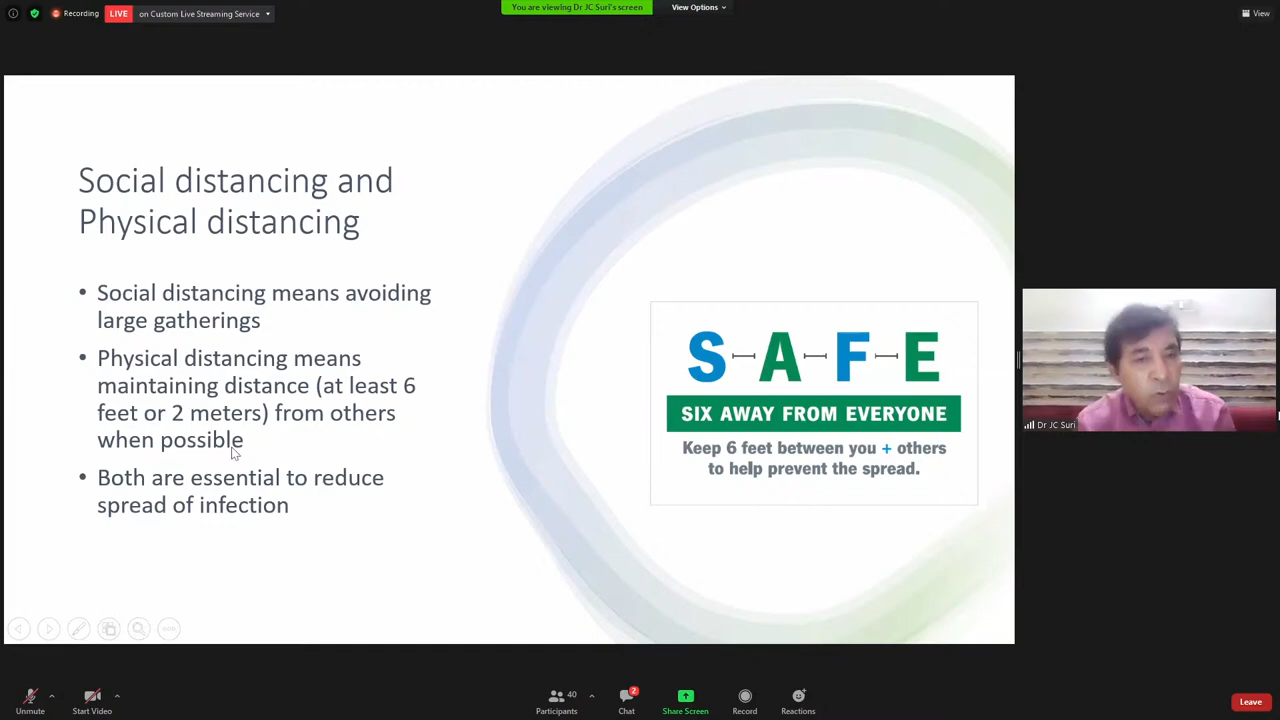 Recording
LIVE
on Custom Live Streaming Service
You are viewing Dr JC Suri's screen
View Options
View
Social distancing and
Physical distancing
• Social distancing means avoiding
large gatherings
• Physical distancing means
maintaining distance (at least 6
feet or 2 meters) from others
when possible
• Both are essential to reduce
spread of infection
S-A-F-E
SIX AWAY FROM EVERYONE
Keep 6 feet between you + others
to help prevent the spread.
Dr JC Suri
Unmute
Start Video
40
Participants
2
Chat
Share Screen
Record
Reactions
Leave